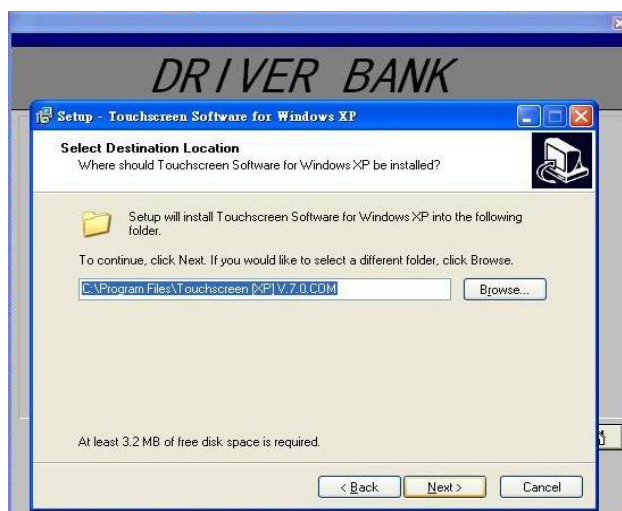 DRIVER BANK
Setup - Touchscreen Software for Windows XP
Select Destination Location
Where should Touchscreen Software for Windows XP be installed?
Setup will install Touchscreen Software for Windows XP into the following
folder.
To continue, click Next. If you would like to select a different folder, click Browse.
C:\Program Files\Touchscreen [XP] V.7.0.COM
Browse...
At least 3.2 MB of free disk space is required.
< Back
Next >
Cancel